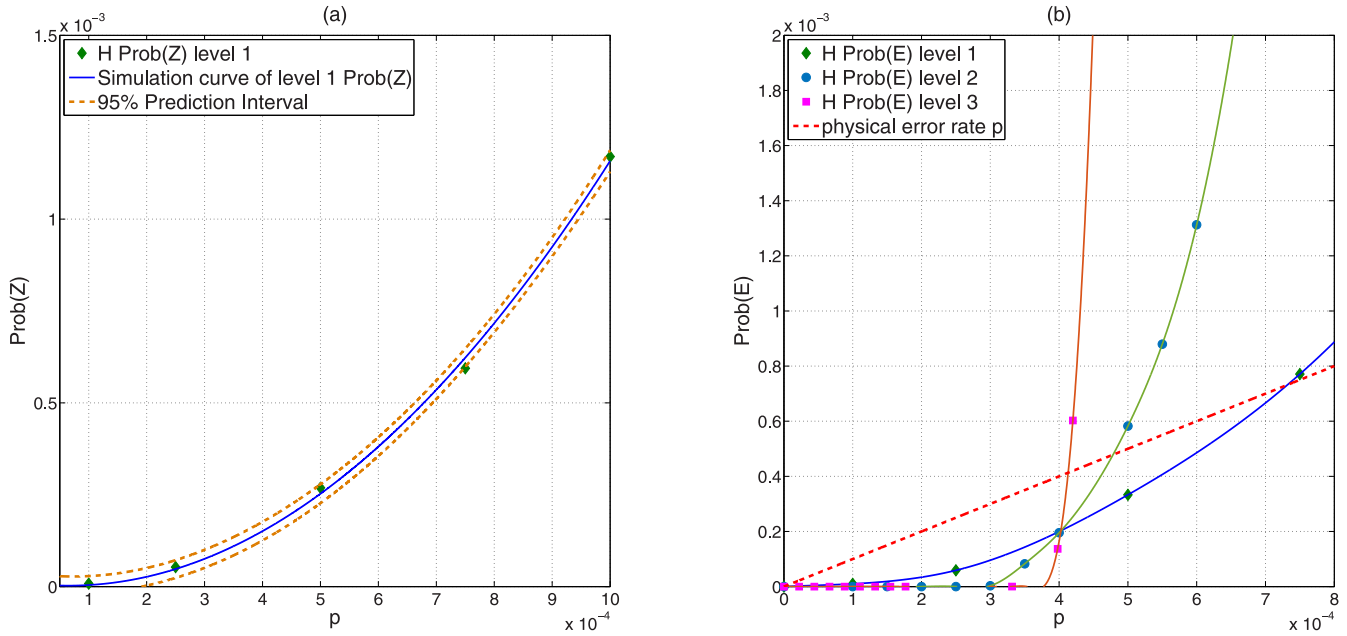 (a)
x 10⁻³
1.5
1
0.5
0
H Prob(Z) level 1
Simulation curve of level 1 Prob(Z)
95% Prediction Interval
Prob(Z)
1 2 3 4 5 6 7 8 9 10
p
x 10⁻⁴
(b)
x 10⁻³
2
1.8
1.6
1.4
1.2
1
0.8
0.6
0.4
0.2
0
H Prob(E) level 1
H Prob(E) level 2
H Prob(E) level 3
physical error rate p
Prob(E)
0 1 2 3 4 5 6 7 8
p
x 10⁻⁴